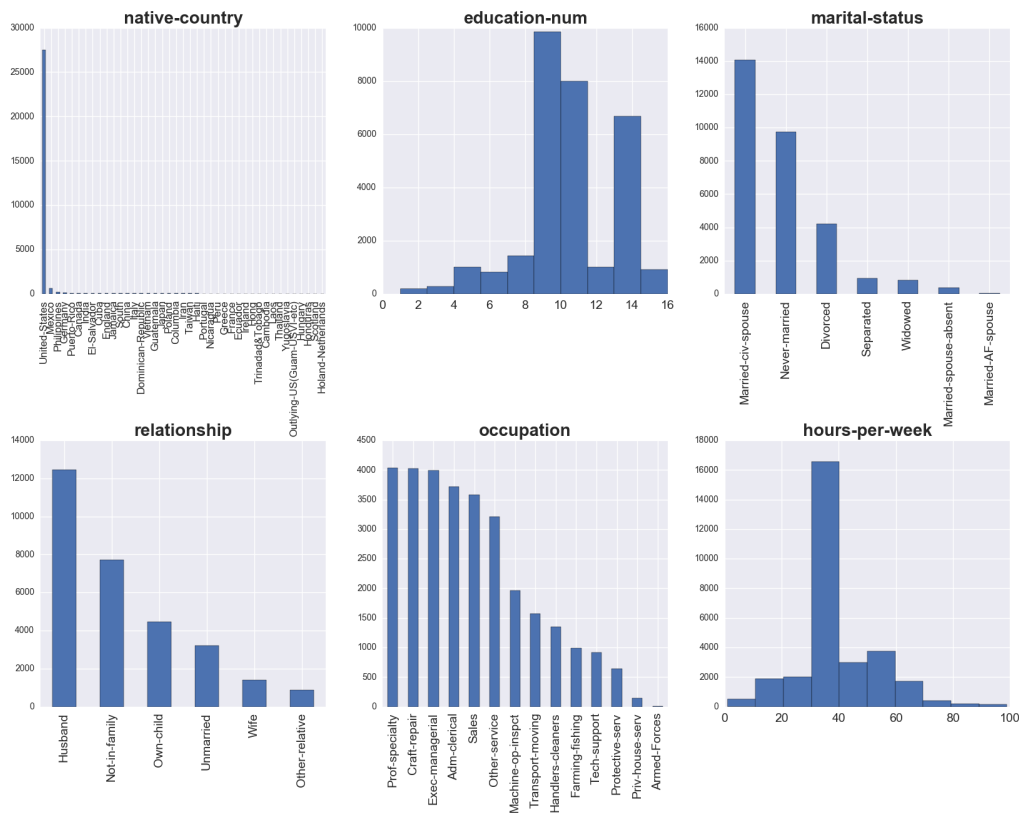 native-country
30000
25000
20000
15000
10000
5000
0
United-States
Mexico
Philippines
Germany
Puerto-Rico
Canada
India
El-Salvador
Cuba
England
Jamaica
South
China
Italy
Dominican-Republic
Vietnam
Guatemala
Japan
Poland
Columbia
Iran
Taiwan
Haiti
Portugal
Nicaragua
Peru
Greece
France
Ecuador
Ireland
Hong
Trinadad&Tobago
Cambodia
Laos
Thailand
Yugoslavia
Outlying-US(Guam-USVI-etc)
Hungary
Honduras
Scotland
Holand-Netherlands
education-num
10000
8000
6000
4000
2000
0
0 2 4 6 8 10 12 14 16
marital-status
16000
14000
12000
10000
8000
6000
4000
2000
0
Married-civ-spouse
Never-married
Divorced
Separated
Widowed
Married-spouse-absent
Married-AF-spouse
relationship
14000
12000
10000
8000
6000
4000
2000
0
Husband
Not-in-family
Own-child
Unmarried
Wife
Other-relative
occupation
4500
4000
3500
3000
2500
2000
1500
1000
500
0
Prof-specialty
Craft-repair
Exec-managerial
Adm-clerical
Sales
Other-service
Machine-op-inspct
Transport-moving
Handlers-cleaners
Farming-fishing
Tech-support
Protective-serv
Priv-house-serv
Armed-Forces
hours-per-week
18000
16000
14000
12000
10000
8000
6000
4000
2000
0
0 20 40 60 80 100